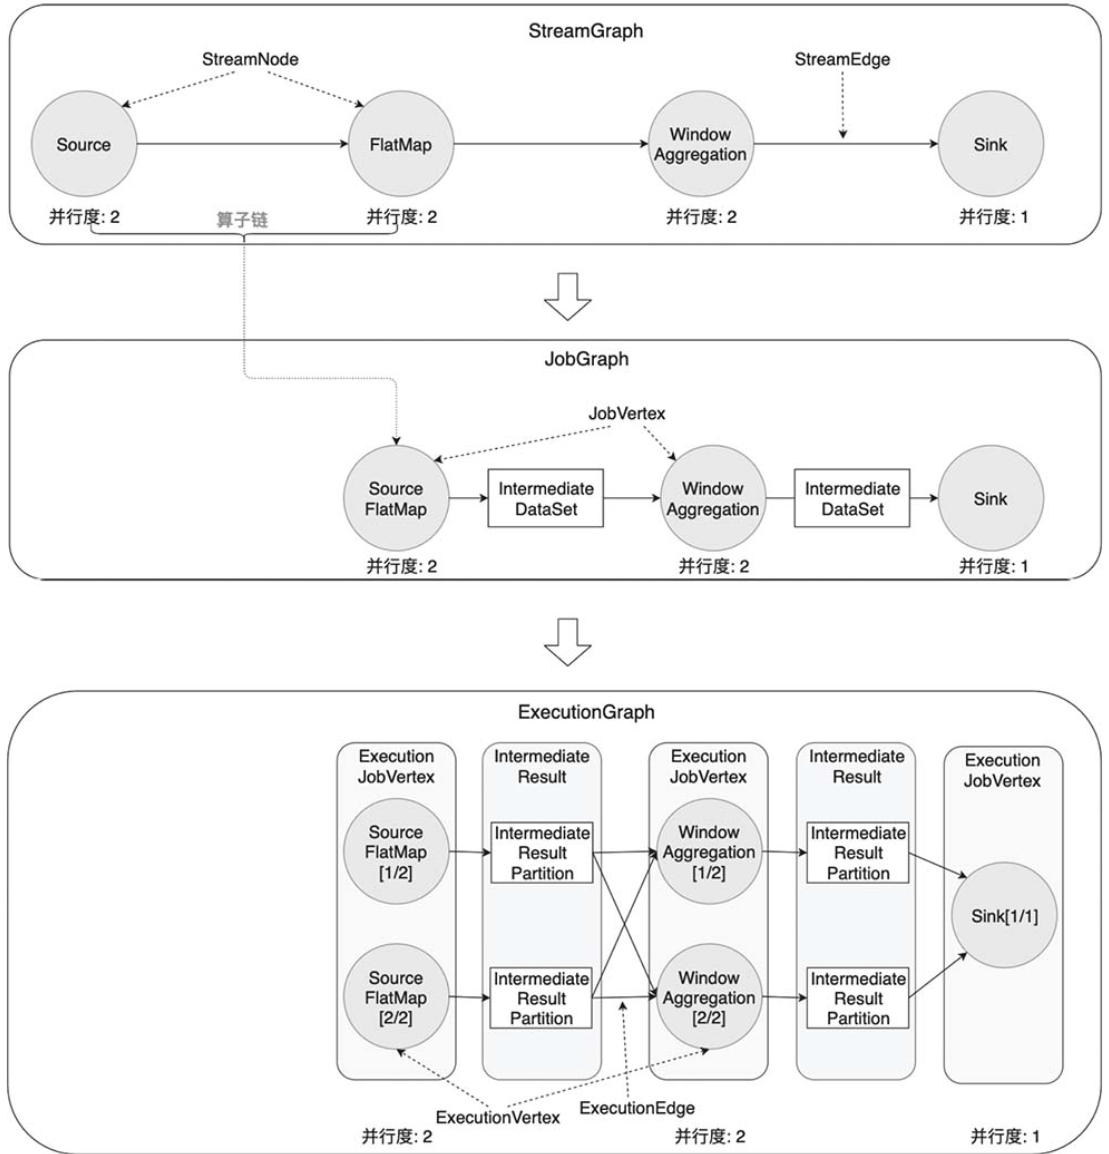 StreamGraph
StreamNode
StreamEdge
Source
FlatMap
Window
Aggregation
Sink
并行度: 2
算子链
并行度: 2
并行度: 2
并行度: 1
JobGraph
JobVertex
Source
FlatMap
Intermediate
DataSet
Window
Aggregation
Intermediate
DataSet
Sink
并行度: 2
并行度: 2
并行度: 1
ExecutionGraph
Execution
JobVertex
Intermediate
Result
Execution
JobVertex
Intermediate
Result
Execution
JobVertex
Source
FlatMap
[1/2]
Intermediate
Result
Partition
Window
Aggregation
[1/2]
Intermediate
Result
Partition
Sink[1/1]
Source
FlatMap
[2/2]
Intermediate
Result
Partition
Window
Aggregation
[2/2]
Intermediate
Result
Partition
ExecutionVertex
ExecutionEdge
并行度: 2
并行度: 2
并行度: 1